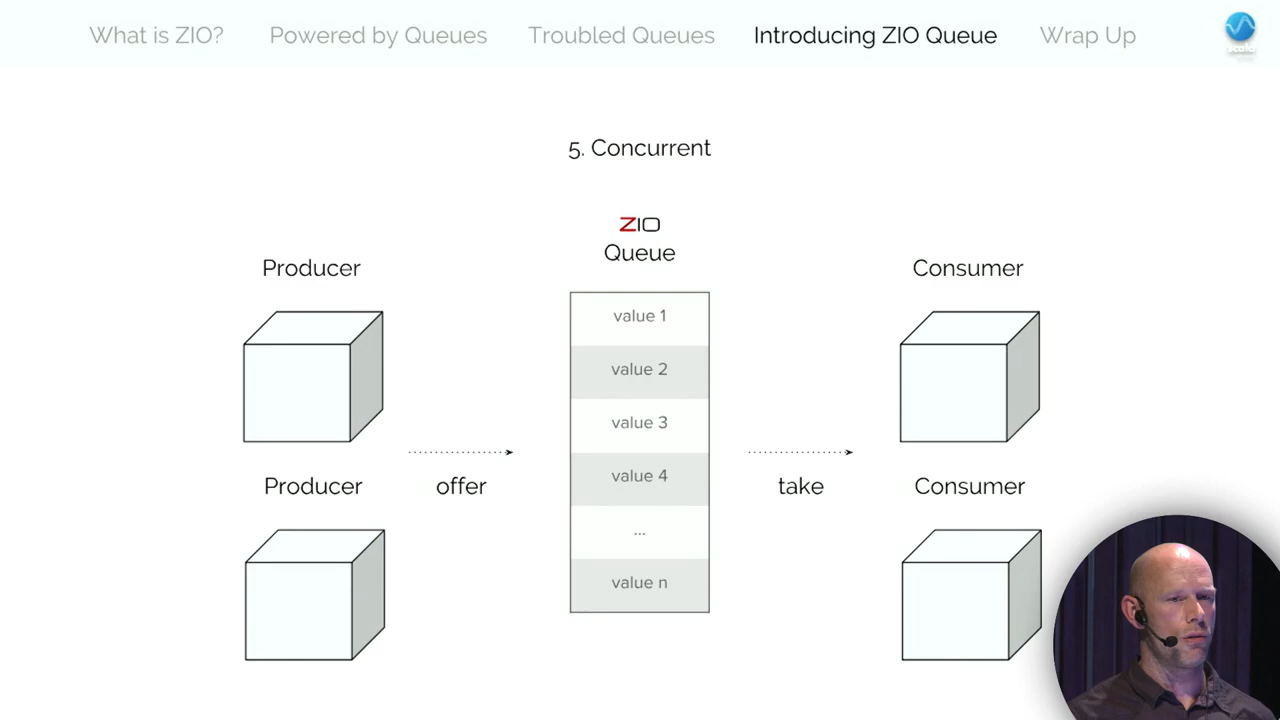 What is ZIO? Powered by Queues Troubled Queues Introducing ZIO Queue Wrap Up
scala
5. Concurrent
ZIO
Queue
Producer
Consumer
value 1
value 2
value 3
value 4
...
value n
offer
take
Producer
Consumer